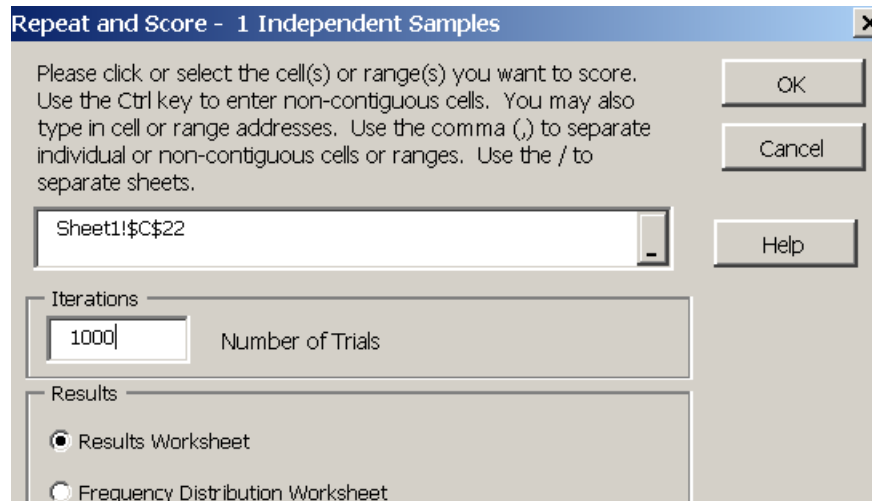 Repeat and Score - 1 Independent Samples
Please click or select the cell(s) or range(s) you want to score.
Use the Ctrl key to enter non-contiguous cells. You may also
type in cell or range addresses. Use the comma (,) to separate
individual or non-contiguous cells or ranges. Use the / to
separate sheets.
OK
Cancel
Sheet1!$C$22
Help
Iterations
1000
Number of Trials
Results
Results Worksheet
Frequency Distribution Worksheet